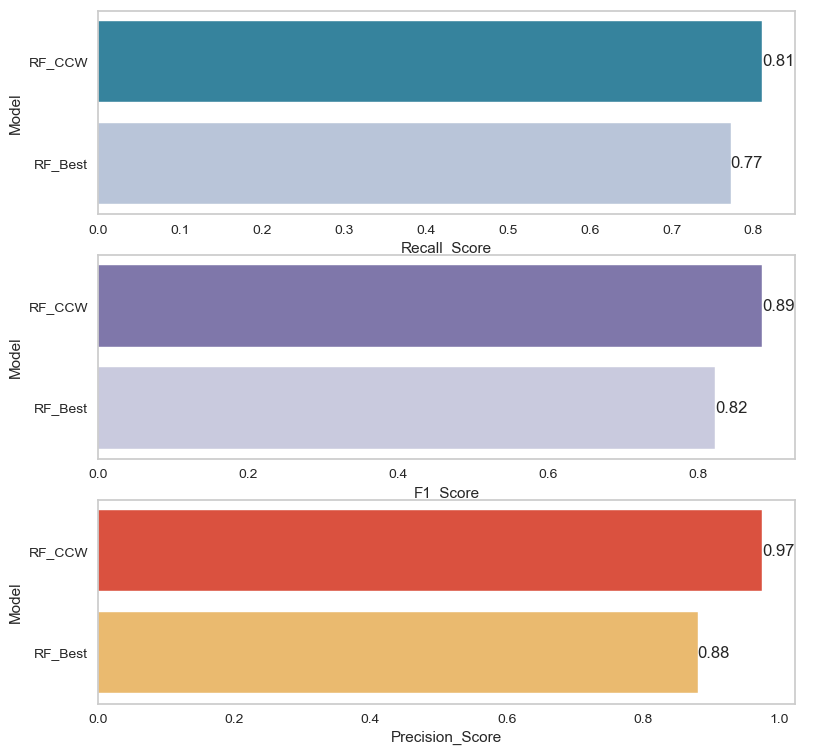 RF_CCW
0.81
Model
RF_Best
0.77
0.0 0.1 0.2 0.3 0.4 0.5 0.6 0.7 0.8
Recall_Score
RF_CCW
0.89
Model
RF_Best
0.82
0.0 0.2 0.4 0.6 0.8
F1_Score
RF_CCW
0.97
Model
RF_Best
0.88
0.0 0.2 0.4 0.6 0.8 1.0
Precision_Score